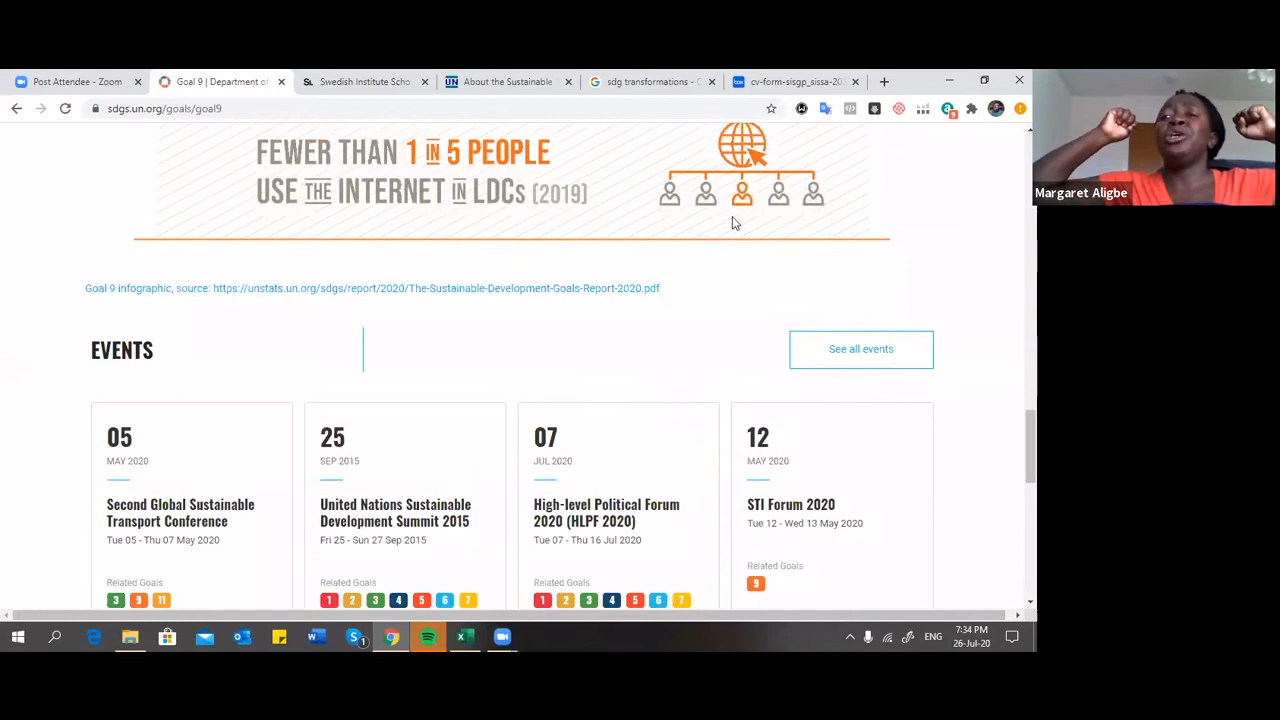 Post Attendee - Zoom
Goal 9 | Department of
Swedish Institute Scho
UN About the Sustainable
sdg transformations - G
cv-form-sisgp_sissa-202
sdgs.un.org/goals/goal9
9
FEWER THAN 1 IN 5 PEOPLE
USE THE INTERNET IN LDCs [2019]
Margaret Aligbe
Goal 9 infographic, source: https://unstats.un.org/sdgs/report/2020/The-Sustainable-Development-Goals-Report-2020.pdf
EVENTS
See all events
05
MAY 2020
Second Global Sustainable
Transport Conference
Tue 05 - Thu 07 May 2020
Related Goals
3 9 11
25
SEP 2015
United Nations Sustainable
Development Summit 2015
Fri 25 - Sun 27 Sep 2015
Related Goals
1 2 3 4 5 6 7
07
JUL 2020
High-level Political Forum
2020 (HLPF 2020)
Tue 07 - Thu 16 Jul 2020
Related Goals
1 2 3 4 5 6 7
12
MAY 2020
STI Forum 2020
Tue 12 - Wed 13 May 2020
Related Goals
9
ENG
7:34 PM
26-Jul-20